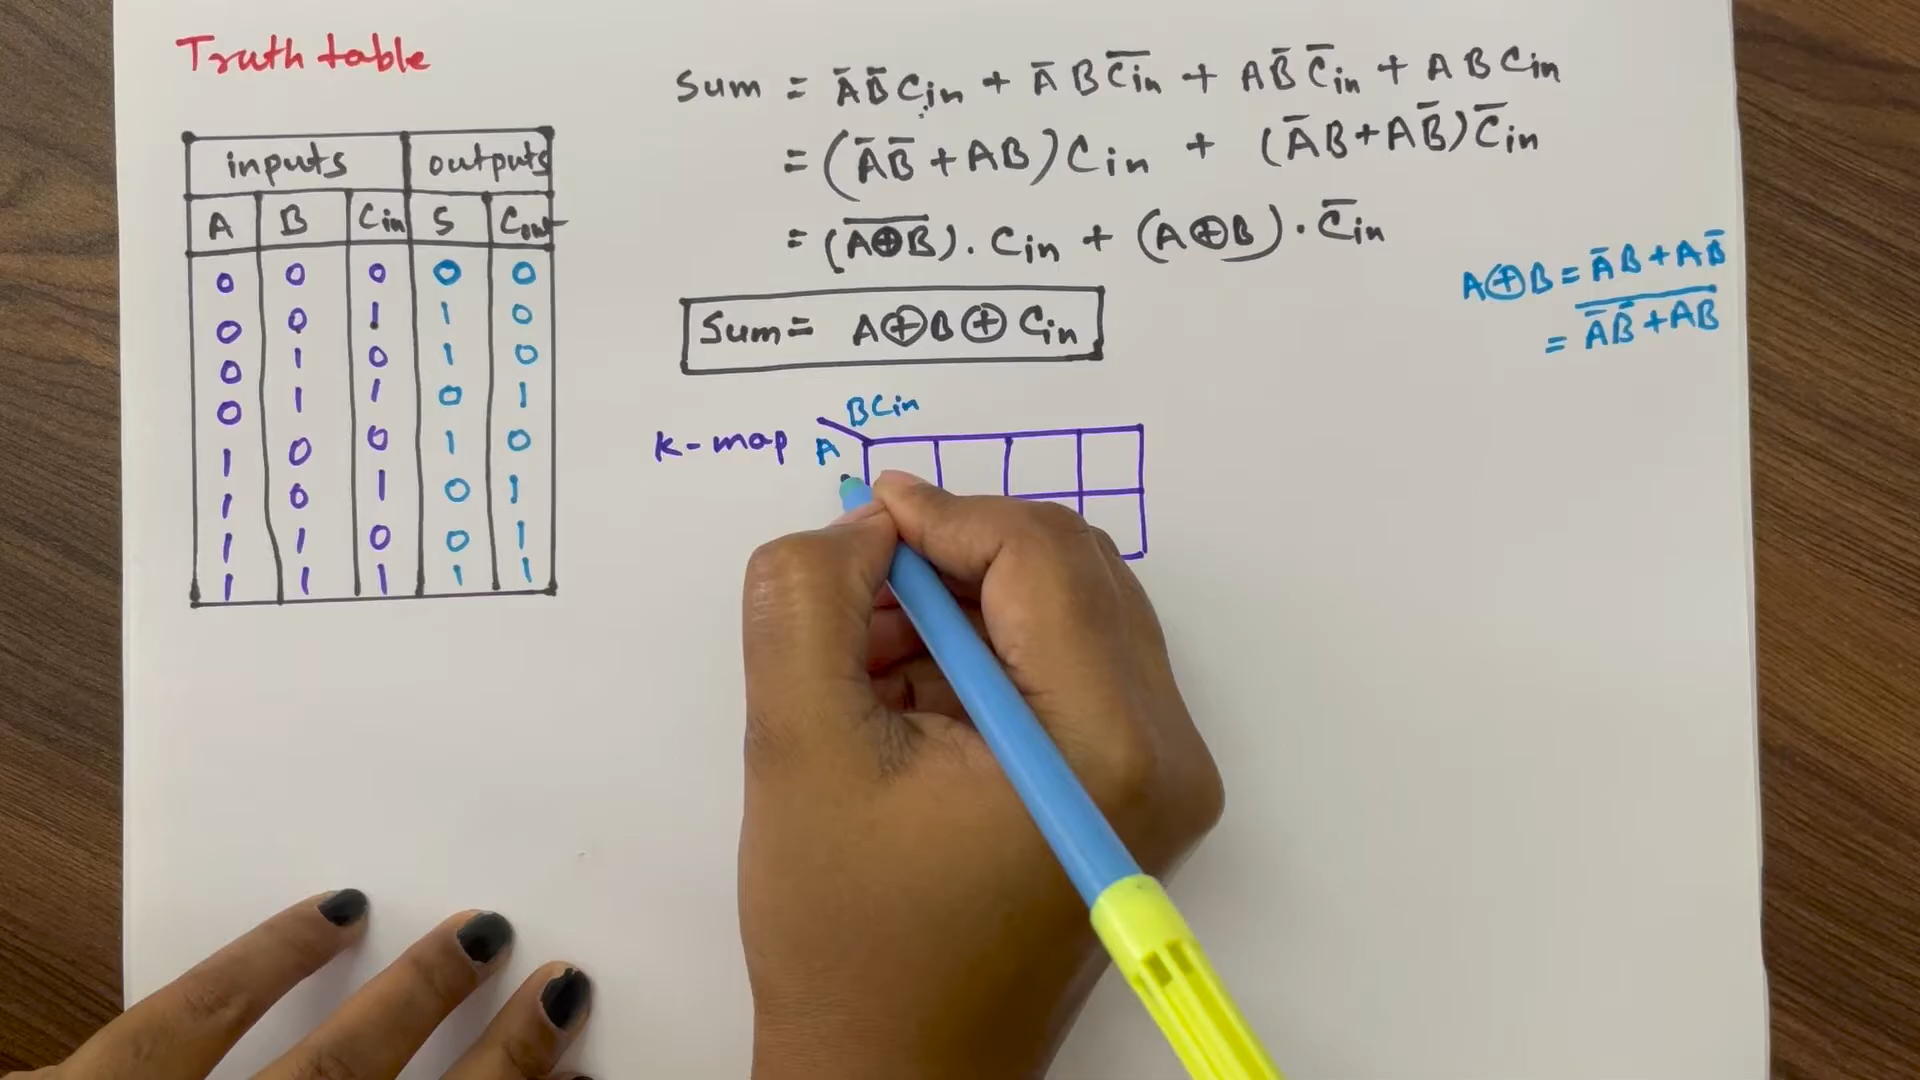 Truth table
inputs outputs
A B Cin S Cout
0 0 0 0 0
0 0 1 1 0
0 1 0 1 0
0 1 1 0 1
1 0 0 1 0
1 0 1 0 1
1 1 0 0 1
1 1 1 1 1
Sum = A̅B̅Cin + A̅BC̅i̅n̅ + AB̅C̅in + ABCin
= (A̅B̅ + AB)Cin + (A̅B + AB̅)C̅in
= (A̅⊕̅B̅). Cin + (A⊕B). C̅in
Sum = A⊕B⊕Cin
A⊕B = A̅B + AB̅
= \overline{A̅B̅ + AB}
K-map
BCin
A